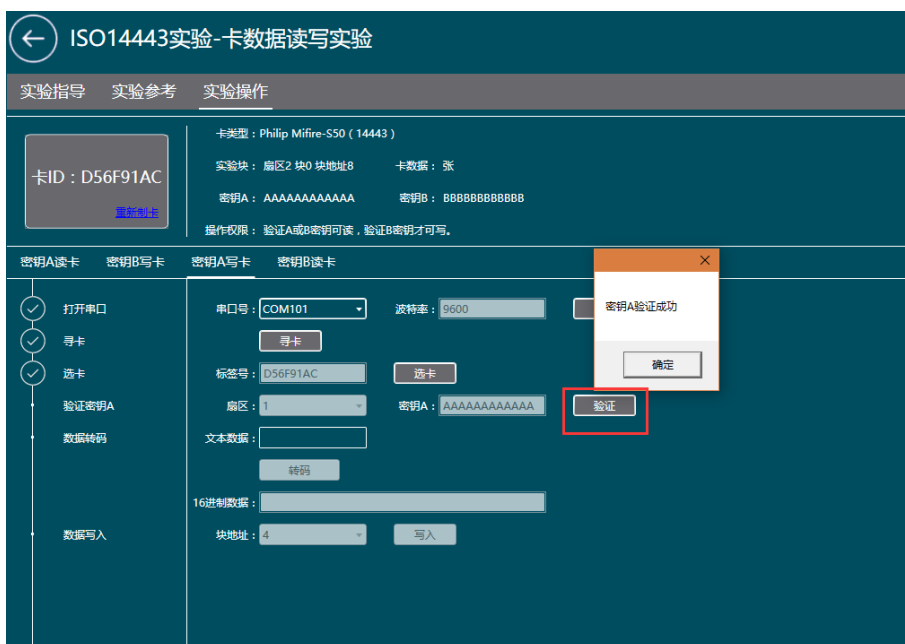 ISO14443实验-卡数据读写实验
实验指导 实验参考 实验操作
卡ID：D56F91AC
重新制卡
卡类型：Philip Mifire-S50（14443）
实验块：扇区2 块0 块地址8 卡数据：张
密钥A：AAAAAAAAAAAA 密钥B：BBBBBBBBBBBB
操作权限：验证A或B密钥可读，验证B密钥才可写。
密钥A读卡 密钥B写卡 密钥A写卡 密钥B读卡
打开串口 串口号：COM101 波特率：9600
密钥A验证成功
确定
寻卡 寻卡
选卡 标签号：D56F91AC 选卡
验证密钥A 扇区：1 密钥A：AAAAAAAAAAAA 验证
数据转码 文本数据：
转码
16进制数据：
数据写入 块地址：4 写入